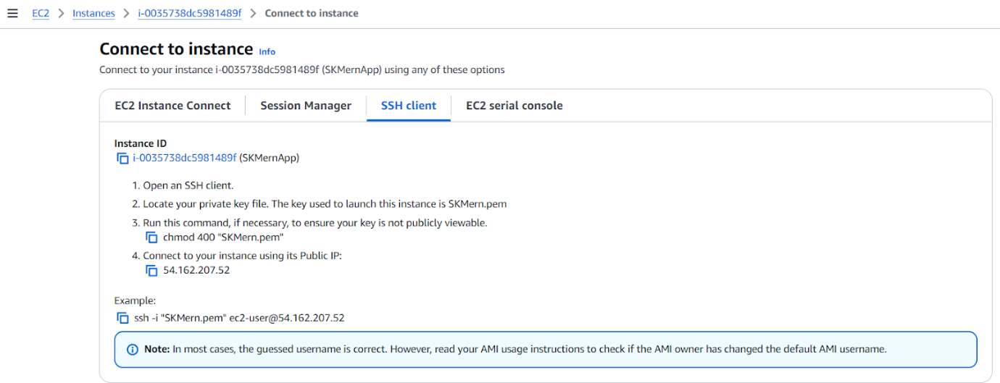 EC2 > Instances > i-0035738dc5981489f > Connect to instance
Connect to instance Info
Connect to your instance i-0035738dc5981489f (SKMernApp) using any of these options
EC2 Instance Connect Session Manager SSH client EC2 serial console
Instance ID
i-0035738dc5981489f (SKMernApp)
1. Open an SSH client.
2. Locate your private key file. The key used to launch this instance is SKMern.pem
3. Run this command, if necessary, to ensure your key is not publicly viewable.
chmod 400 "SKMern.pem"
4. Connect to your instance using its Public IP:
54.162.207.52
Example:
ssh -i "SKMern.pem" ec2-user@54.162.207.52
Note: In most cases, the guessed username is correct. However, read your AMI usage instructions to check if the AMI owner has changed the default AMI username.